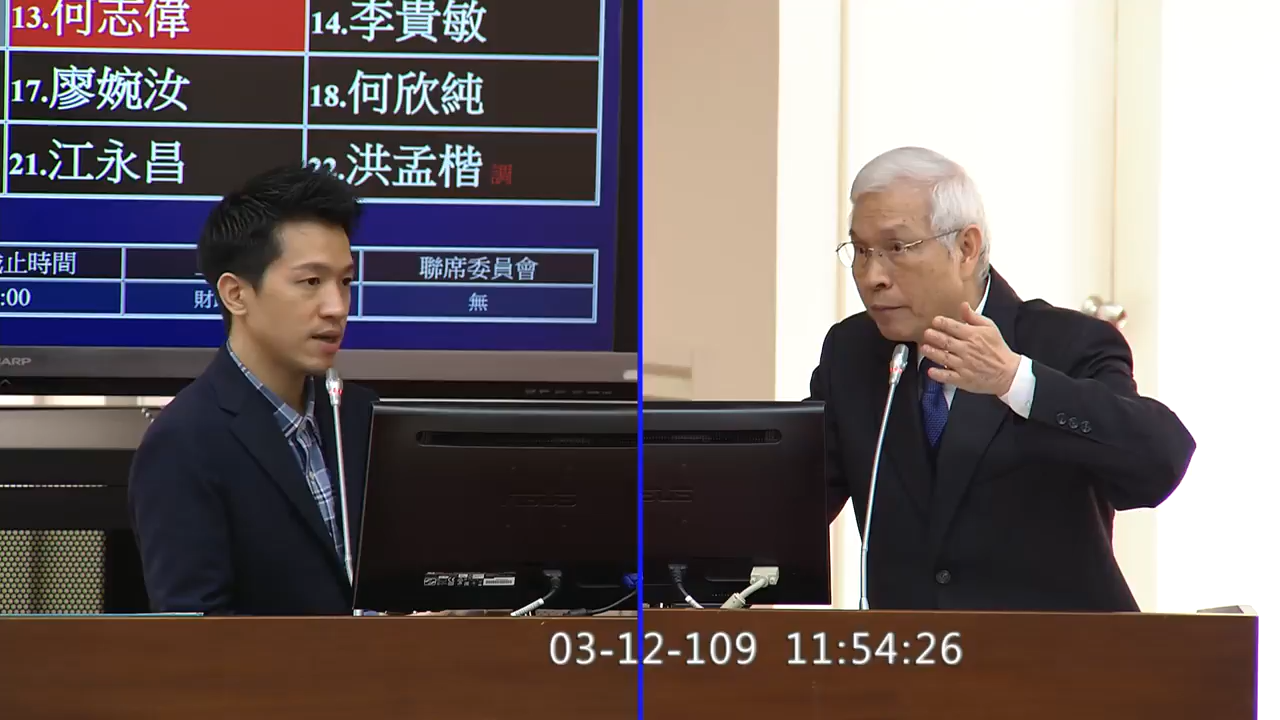 13.何志偉 14.李貴敏
17.廖婉汝 18.何欣純
21.江永昌 22.洪孟楷 調
止時間 聯席委員會
:00 財 無
ASUS
03-12-109 11:54:26